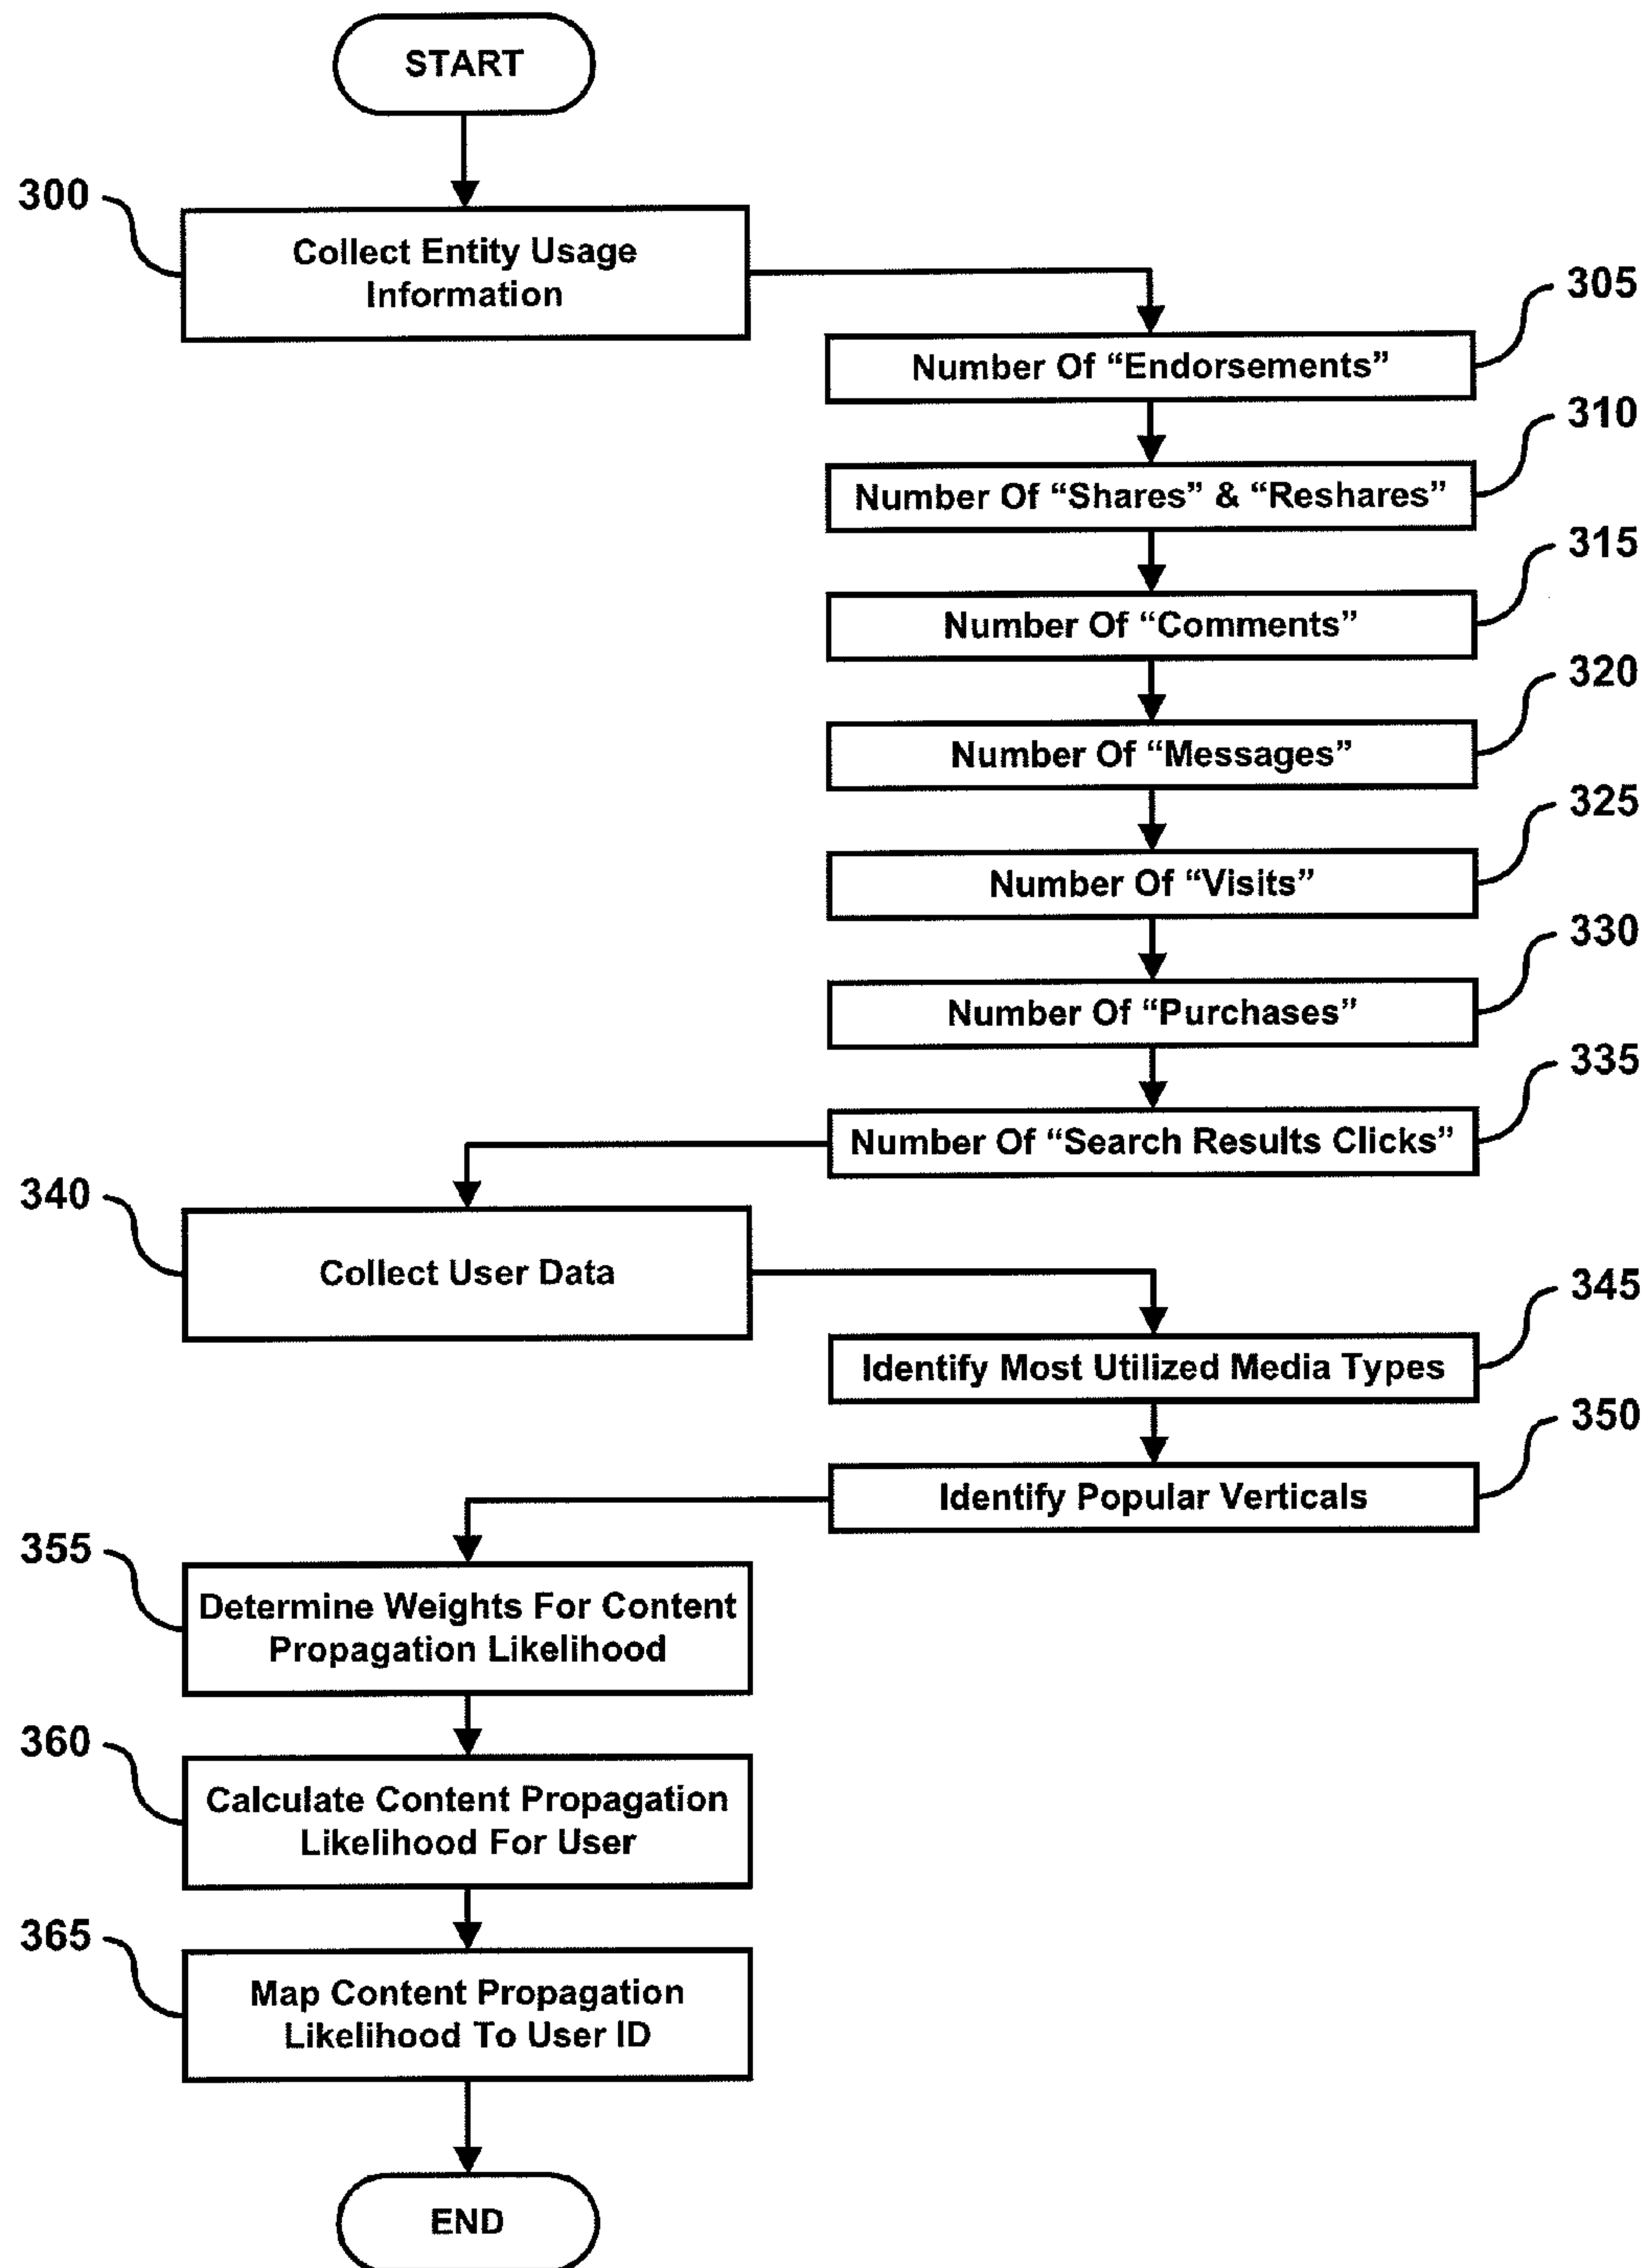 START
300
Collect Entity Usage
Information
305
Number Of “Endorsements”
310
Number Of “Shares” & “Reshares”
315
Number Of “Comments”
320
Number Of “Messages”
325
Number Of “Visits”
330
Number Of “Purchases”
335
Number Of “Search Results Clicks”
340
Collect User Data
345
Identify Most Utilized Media Types
350
Identify Popular Verticals
355
Determine Weights For Content
Propagation Likelihood
360
Calculate Content Propagation
Likelihood For User
365
Map Content Propagation
Likelihood To User ID
END